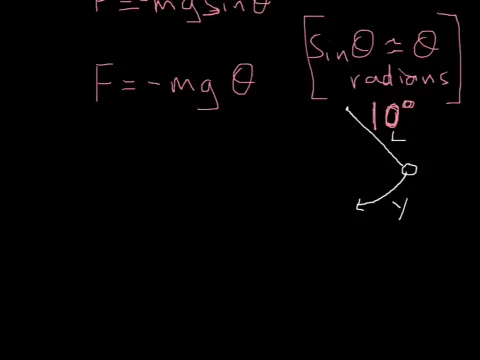 F = -mg sin θ
[ Sin θ ≈ θ
radians ]
F = -mg θ
10°
L
y